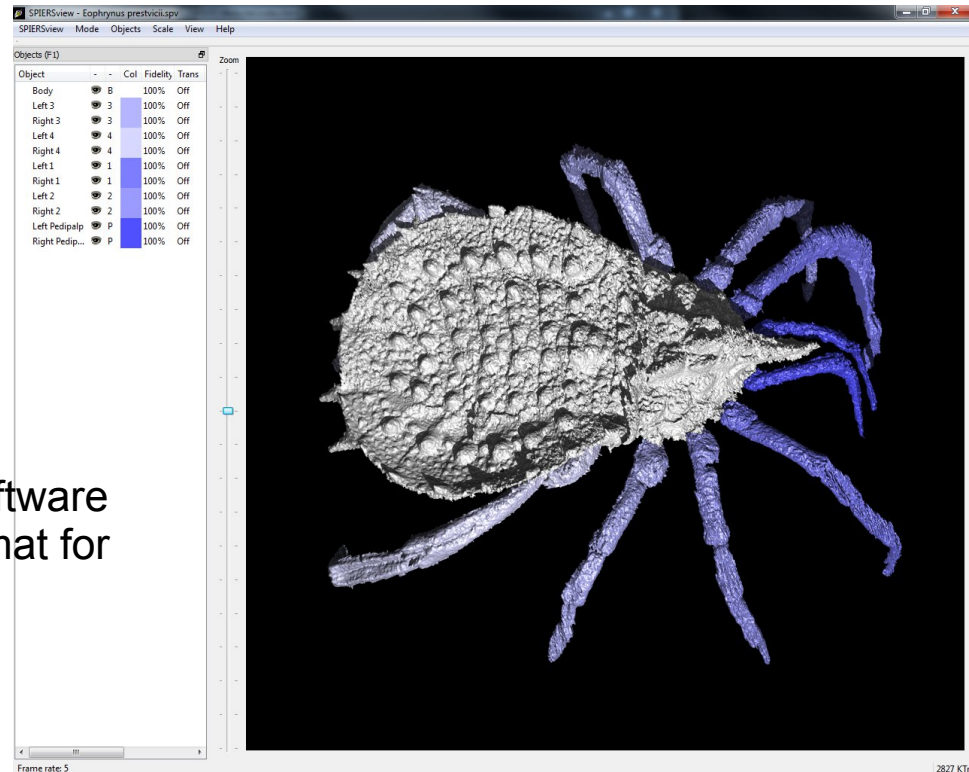 SPIERSview - Eophrynus prestvicii.spv
SPIERSview Mode Objects Scale View Help
Objects (F1)
Zoom
Object - - Col Fidelity Trans
Body B 100% Off
Left 3 3 100% Off
Right 3 3 100% Off
Left 4 4 100% Off
Right 4 4 100% Off
Left 1 1 100% Off
Right 1 1 100% Off
Left 2 2 100% Off
Right 2 2 100% Off
Left Pedipalp P 100% Off
Right Pedip... P 100% Off
ftware
nat for
Frame rate: 5
2827 KTr